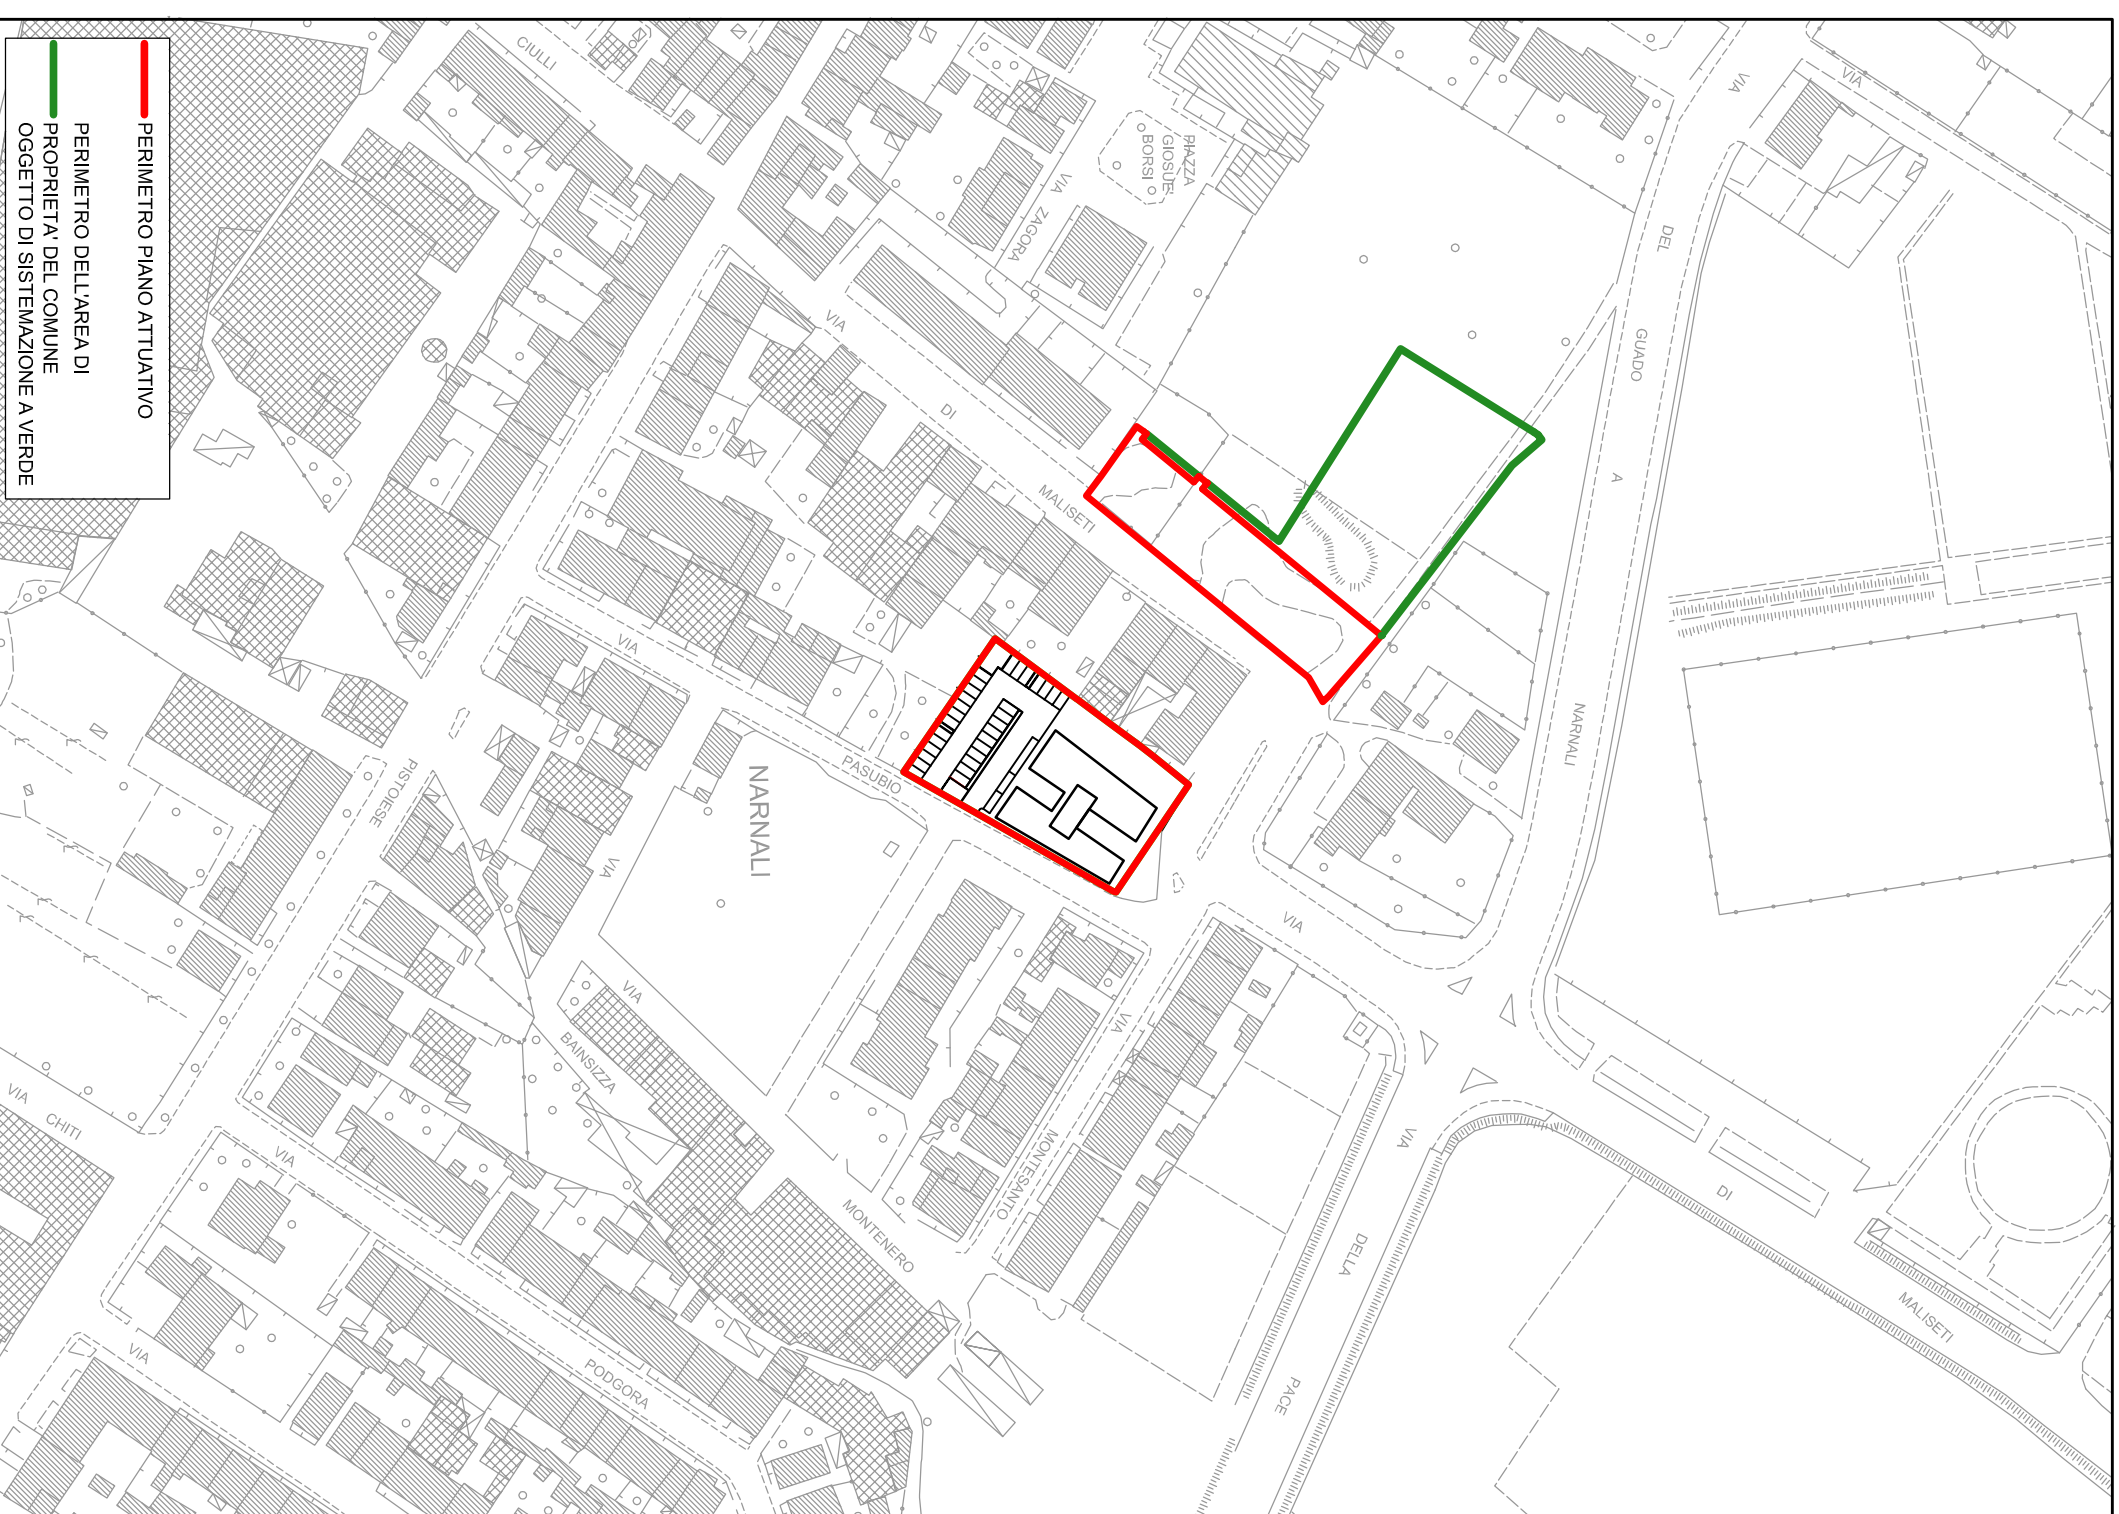 PERIMETRO PIANO ATTUATIVO
PERIMETRO DELL'AREA DI
PROPRIETA' DEL COMUNE
OGGETTO DI SISTEMAZIONE A VERDE
CIULLI
PIAZZA
GIOSUE'
BORSI
VIA
ZAGORA
VIA
VIA
DEL
GUADO
A
NARNALI
VIA
DI
MALISETI
VIA
PASUBIO
NARNALI
PISTOIESE
VIA
VIA
BAINSIZZA
VIA
MONTESANTO
MONTENERO
VIA
DI
MALISETI
VIA
DELLA
PACE
VIA
CHITI
VIA
PODGORA
VIA